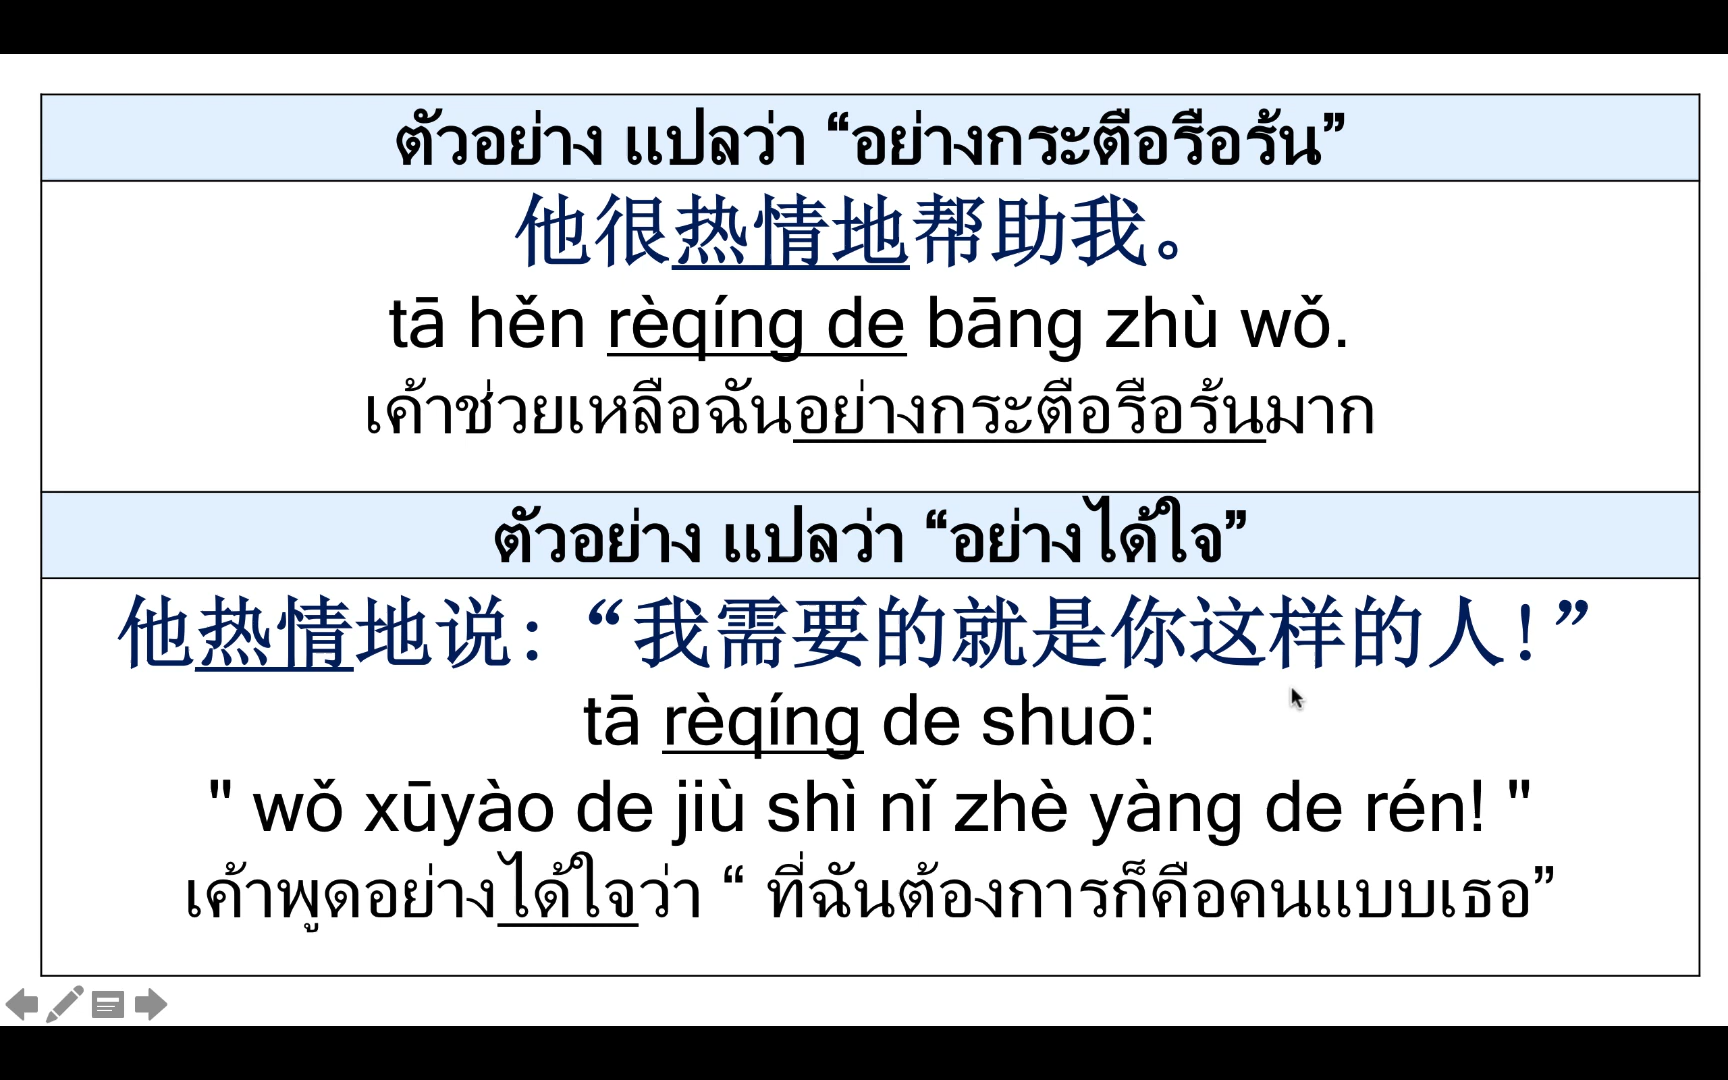 ตัวอย่าง แปลว่า “อย่างกระตือรือร้น”
他很热情地帮助我。
tā hěn rèqíng de bāng zhù wǒ.
เค้าช่วยเหลือฉันอย่างกระตือรือร้นมาก
ตัวอย่าง แปลว่า “อย่างได้ใจ”
他热情地说：“我需要的就是你这样的人！”
tā rèqíng de shuō:
" wǒ xūyào de jiù shì nǐ zhè yàng de rén! "
เค้าพูดอย่างได้ใจว่า “ ที่ฉันต้องการก็คือคนแบบเธอ”